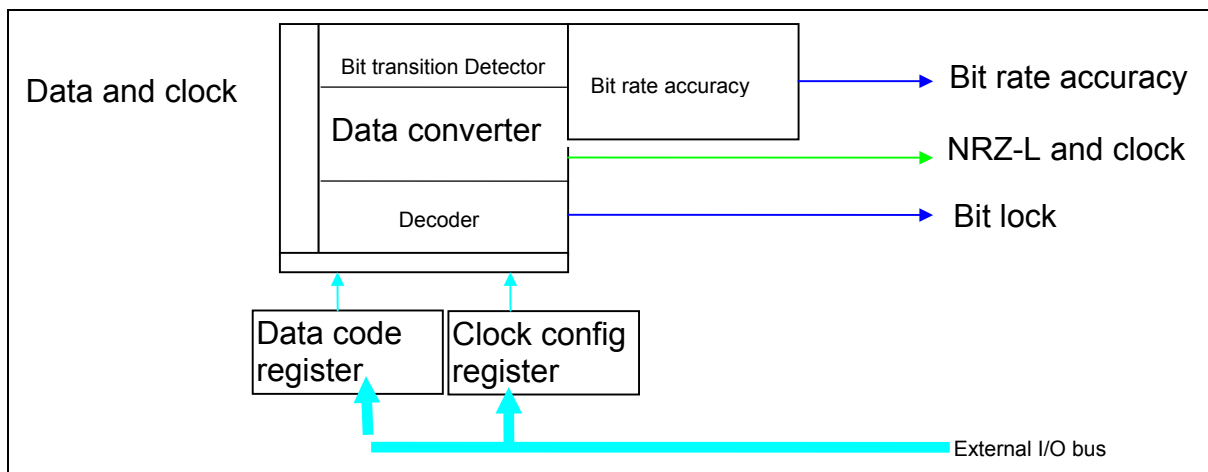 Data and clock
Bit transition Detector
Data converter
Decoder
Bit rate accuracy
Bit rate accuracy
NRZ-L and clock
Bit lock
Data code
register
Clock config
register
External I/O bus